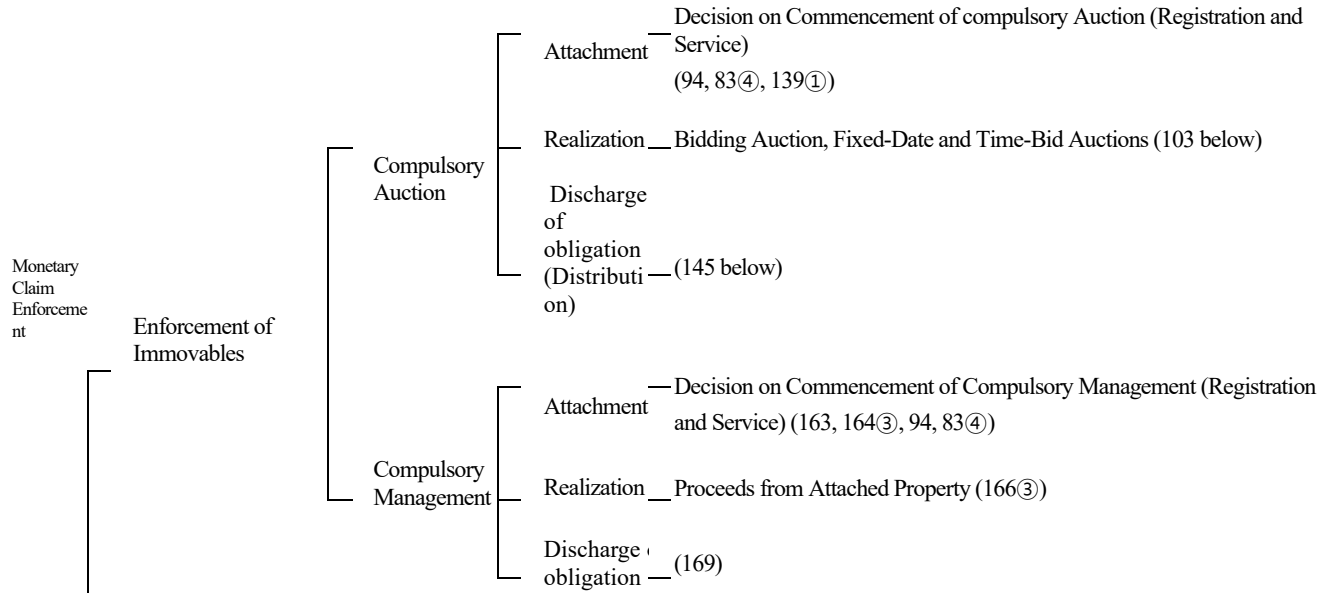 Decision on Commencement of compulsory Auction (Registration and
Service)
Attachment
(94, 83④, 139①)
Realization
Bidding Auction, Fixed-Date and Time-Bid Auctions (103 below)
Compulsory
Auction
Discharge
of
obligation
(Distributi
on)
(145 below)
Monetary
Claim
Enforceme
nt
Enforcement of
Immovables
Attachment
Decision on Commencement of Compulsory Management (Registration
and Service) (163, 164③, 94, 83④)
Compulsory
Management
Realization
Proceeds from Attached Property (166③)
Discharge
obligation
(169)